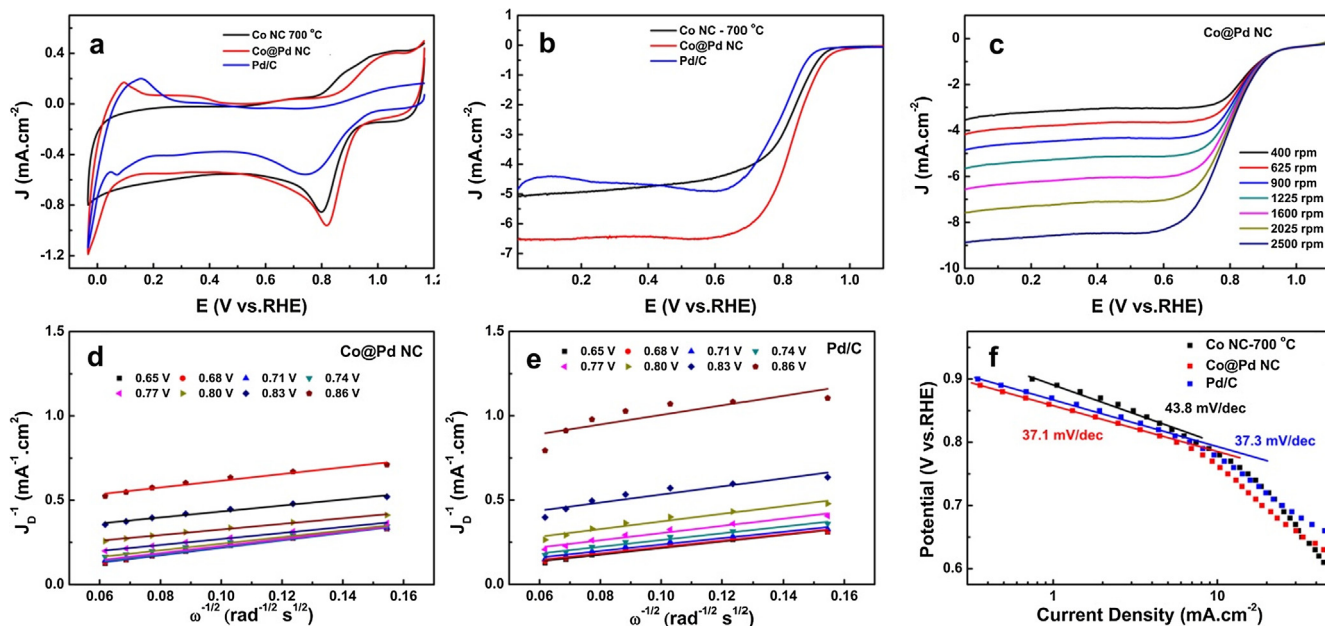 a
Co NC 700 °C
Co@Pd NC
Pd/C
0.4
0.0
-0.4
-0.8
-1.2
J (mA.cm-2)
0.0 0.2 0.4 0.6 0.8 1.0 1.2
E (V vs.RHE)
b
Co NC - 700 °C
Co@Pd NC
Pd/C
0
-1
-2
-3
-4
-5
-6
-7
J (mA.cm-2)
0.2 0.4 0.6 0.8 1.0
E (V vs.RHE)
c
Co@Pd NC
0
-2
-4
-6
-8
-10
J (mA.cm-2)
400 rpm
625 rpm
900 rpm
1225 rpm
1600 rpm
2025 rpm
2500 rpm
0.0 0.2 0.4 0.6 0.8 1.0
E (V vs.RHE)
d
Co@Pd NC
0.65 V 0.68 V 0.71 V 0.74 V
0.77 V 0.80 V 0.83 V 0.86 V
1.5
1.0
0.5
0.0
JD-1 (mA-1.cm2)
0.06 0.08 0.10 0.12 0.14 0.16
ω-1/2 (rad-1/2 s1/2)
e
Pd/C
0.65 V 0.68 V 0.71 V 0.74 V
0.77 V 0.80 V 0.83 V 0.86 V
1.5
1.0
0.5
0.0
JD-1 (mA-1.cm2)
0.06 0.08 0.10 0.12 0.14 0.16
ω-1/2 (rad-1/2 s1/2)
f
Co NC-700 °C
Co@Pd NC
Pd/C
43.8 mV/dec
37.1 mV/dec
37.3 mV/dec
0.9
0.8
0.7
0.6
Potential (V vs.RHE)
1 10
Current Density (mA.cm-2)